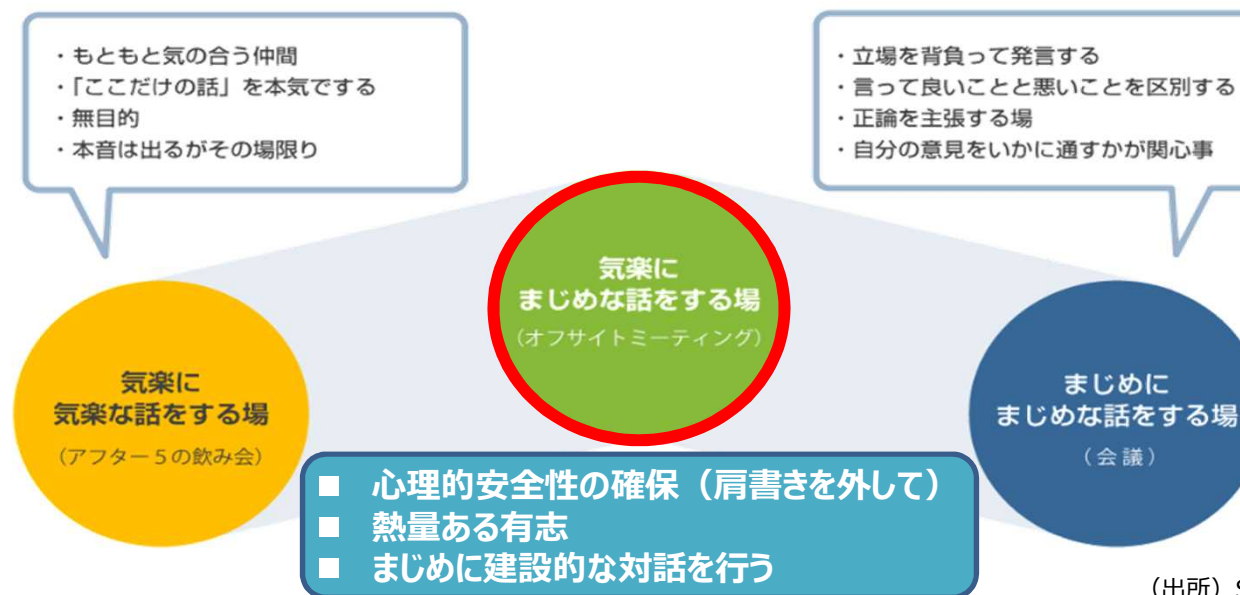 ・もともと気の合う仲間
・「ここだけの話」を本気でする
・無目的
・本音は出るがその場限り
・立場を背負って発言する
・言って良いことと悪いことを区別する
・正論を主張する場
・自分の意見をいかに通すかが関心事
気楽に
まじめな話をする場
（オフサイトミーティング）
気楽に
気楽な話をする場
（アフター５の飲み会）
まじめに
まじめな話をする場
（会議）
■ 心理的安全性の確保（肩書きを外して）
■ 熱量ある有志
■ まじめに建設的な対話を行う
（出所）